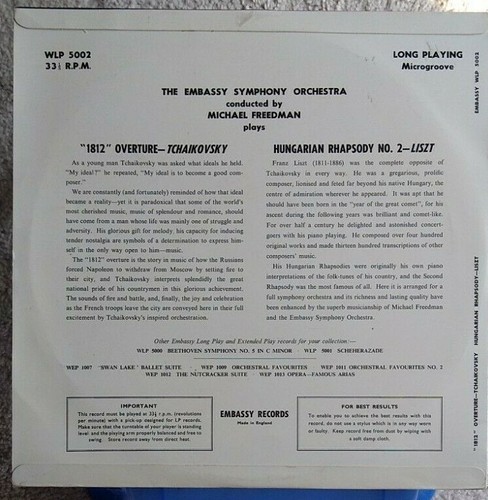 WLP 5002
33⅓ R.P.M.
LONG PLAYING
Microgroove
THE EMBASSY SYMPHONY ORCHESTRA
conducted by
MICHAEL FREEDMAN
plays
"1812" OVERTURE—TCHAIKOVSKY
As a young man Tchaikovsky was asked what ideals he held.
"My ideal?" he repeated, "My ideal is to become a good com-
poser."
We are constantly (and fortunately) reminded of how that ideal
became a reality—yet it is paradoxical that some of the world's
most cherished music, music of splendour and romance, should
have come from a man whose life was mainly one of struggle and
adversity. His glorious gift for melody, his capacity for inducing
tender nostalgia are symbols of a determination to express him-
self in the only way open to him—music.
The "1812" overture is the story in music of how the Russians
forced Napoleon to withdraw from Moscow by setting fire to
their city, and Tchaikovsky interprets splendidly the great
national pride of his countrymen in this glorious achievement.
The sounds of fire and battle, and, finally, the joy and celebration
as the French troops leave the city are conveyed here in their full
excitement by Tchaikovsky's inspired orchestration.
HUNGARIAN RHAPSODY NO. 2—LISZT
Franz Liszt (1811-1886) was the complete opposite of
Tchaikovsky in every way. He was a gregarious, prolific
composer, lionised and feted far beyond his native Hungary, the
centre of admiration wherever he appeared. It was apt that he
should have been born in the "year of the great comet", for his
ascent during the following years was brilliant and comet-like.
For over half a century he delighted and astonished concert-
goers with his piano playing. He composed over four hundred
original works and made thirteen hundred transcriptions of other
composers' music.
His Hungarian Rhapsodies were originally his own piano
interpretations of the folk-tunes of his country, and the Second
Rhapsody was the most famous of all. Here it is arranged for a
full symphony orchestra and its richness and lasting quality have
been enhanced by the superb musicianship of Michael Freedman
and the Embassy Symphony Orchestra.
Other Embassy Long Play and Extended Play records for your collection:—
WLP 5000 BEETHOVEN SYMPHONY NO. 5 IN C MINOR · WLP 5001 SCHEHERAZADE
WEP 1007 "SWAN LAKE" BALLET SUITE · WEP 1009 ORCHESTRAL FAVOURITES · WEP 1011 ORCHESTRAL FAVOURITES NO. 2
WEP 1012 THE NUTCRACKER SUITE · WEP 1013 OPERA—FAMOUS ARIAS
IMPORTANT
This record must be played at 33⅓ r.p.m. (revolutions
per minute) with a pick-up designed for LP records.
Make sure that the turntable of your player is standing
level and the playing arm properly balanced and free to
swing. Store record away from direct heat.
EMBASSY RECORDS
Made in England
FOR BEST RESULTS
To enable you to achieve the best results with this
record, do not use a stylus which is in any way worn
or faulty. Keep record free from dust by wiping with
a soft damp cloth.
"1812" OVERTURE—TCHAIKOVSKY HUNGARIAN RHAPSODY—LISZT EMBASSY WLP 5002